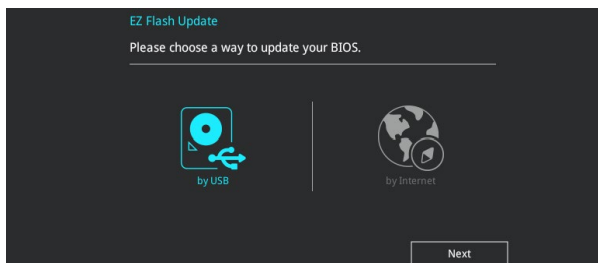 EZ Flash Update
Please choose a way to update your BIOS.
by USB
by Internet
Next